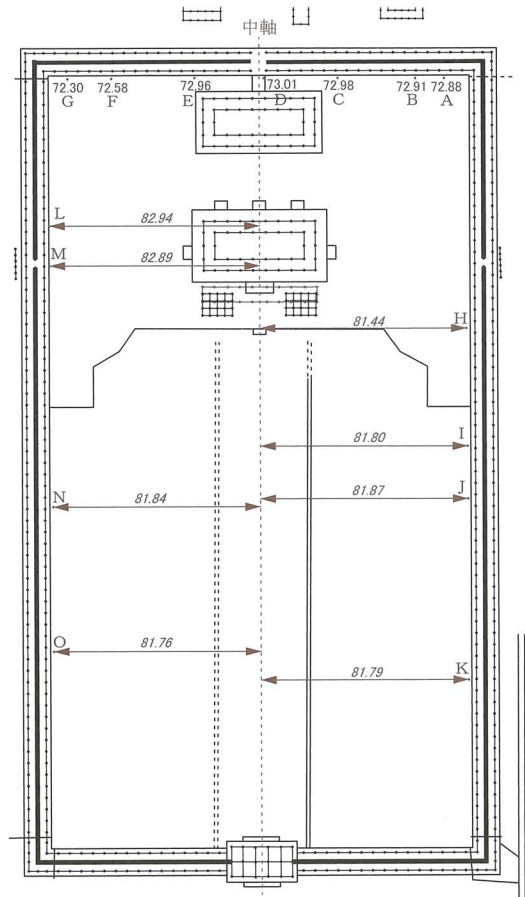 中軸
72.30 72.58 72.96 73.01 72.98 72.91 72.88
G F E D C B A
L 82.94
M 82.89
81.44 H
81.80 I
N 81.84 81.87 J
O 81.76
81.79 K